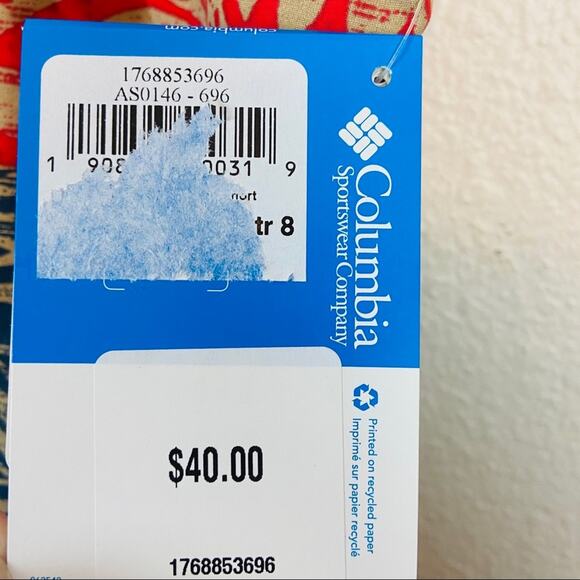 columbia.com
1768853696
AS0146 - 696
1 908 0031 9
tr 8
Columbia
Sportswear Company
$40.00
Printed on recycled paper
Imprimé sur papier recyclé
1768853696